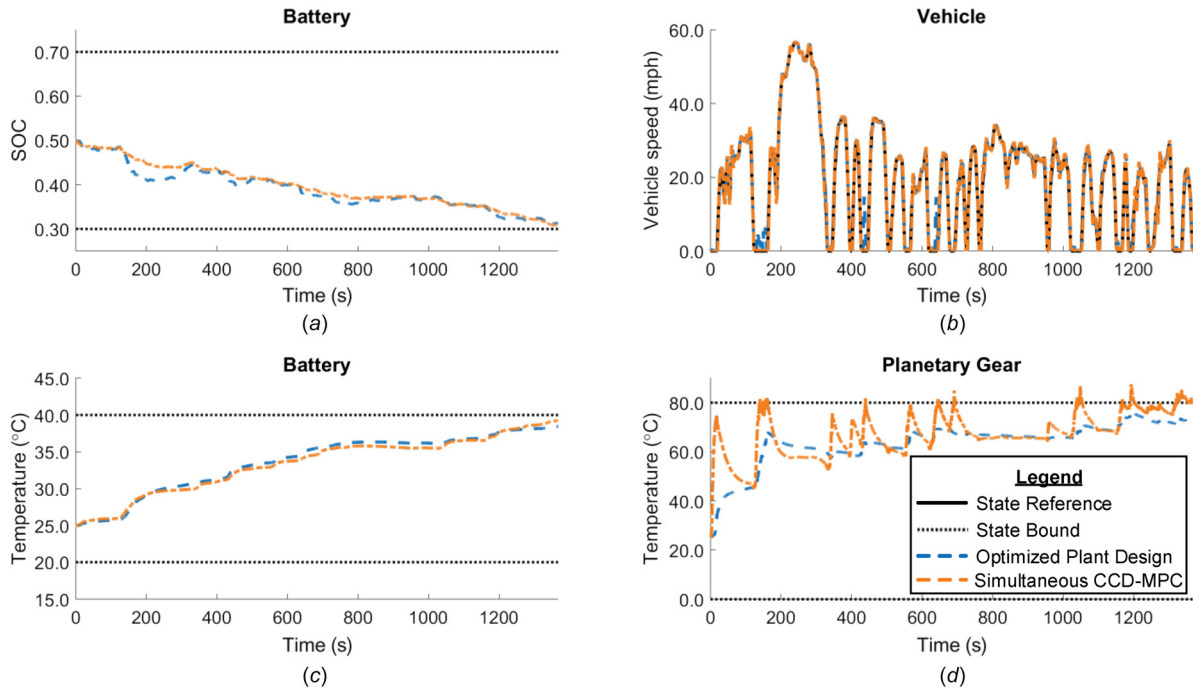 Battery
0.70
0.60
0.50
0.40
0.30
SOC
0 200 400 600 800 1000 1200
Time (s)
(a)
Vehicle
60.0
40.0
20.0
0.0
Vehicle speed (mph)
0 200 400 600 800 1000 1200
Time (s)
(b)
Battery
45.0
40.0
35.0
30.0
25.0
20.0
15.0
Temperature (°C)
0 200 400 600 800 1000 1200
Time (s)
(c)
Planetary Gear
80.0
60.0
40.0
20.0
0.0
Temperature (°C)
0 200 400 600 800 1000 1200
Time (s)
(d)
Legend
State Reference
State Bound
Optimized Plant Design
Simultaneous CCD-MPC